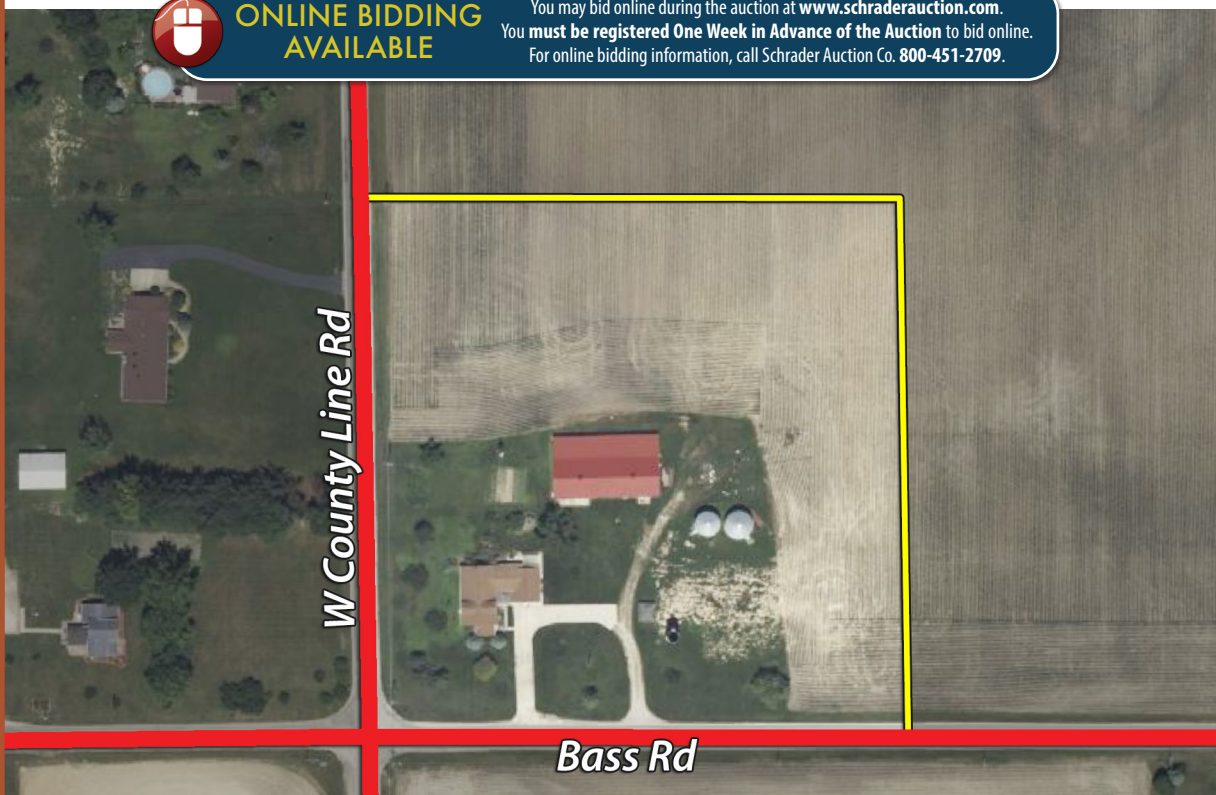 ONLINE BIDDING
AVAILABLE
You may bid online during the auction at www.schraderauction.com.
You must be registered One Week in Advance of the Auction to bid online.
For online bidding information, call Schrader Auction Co. 800-451-2709.
W County Line Rd
Bass Rd